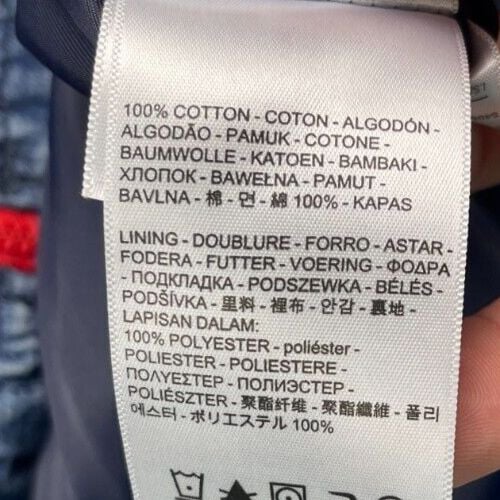 100% COTTON - COTON - ALGODÓN -
ALGODÃO - PAMUK - COTONE -
BAUMWOLLE - KATOEN - BAMBAKI -
ХЛОПОК - BAWEŁNA - PAMUT -
BAVLNA - 棉 - 면 - 綿 100% - KAPAS
LINING - DOUBLURE - FORRO - ASTAR -
FODERA - FUTTER - VOERING - ΦΟΔΡΑ
- ПОДКЛАДКА - PODSZEWKA - BÉLÉS -
PODŠÍVKA - 里料 - 裡布 - 안감 - 裏地 -
LAPISAN DALAM:
100% POLYESTER - poliéster -
POLIESTER - POLIESTERE -
ΠΟΛΥΕΣΤΕΡ - ПОЛИЭСТЕР -
POLIÉSZTER - 聚酯纤维 - 聚酯纖維 - 폴리
에스터 - ポリエステル 100%